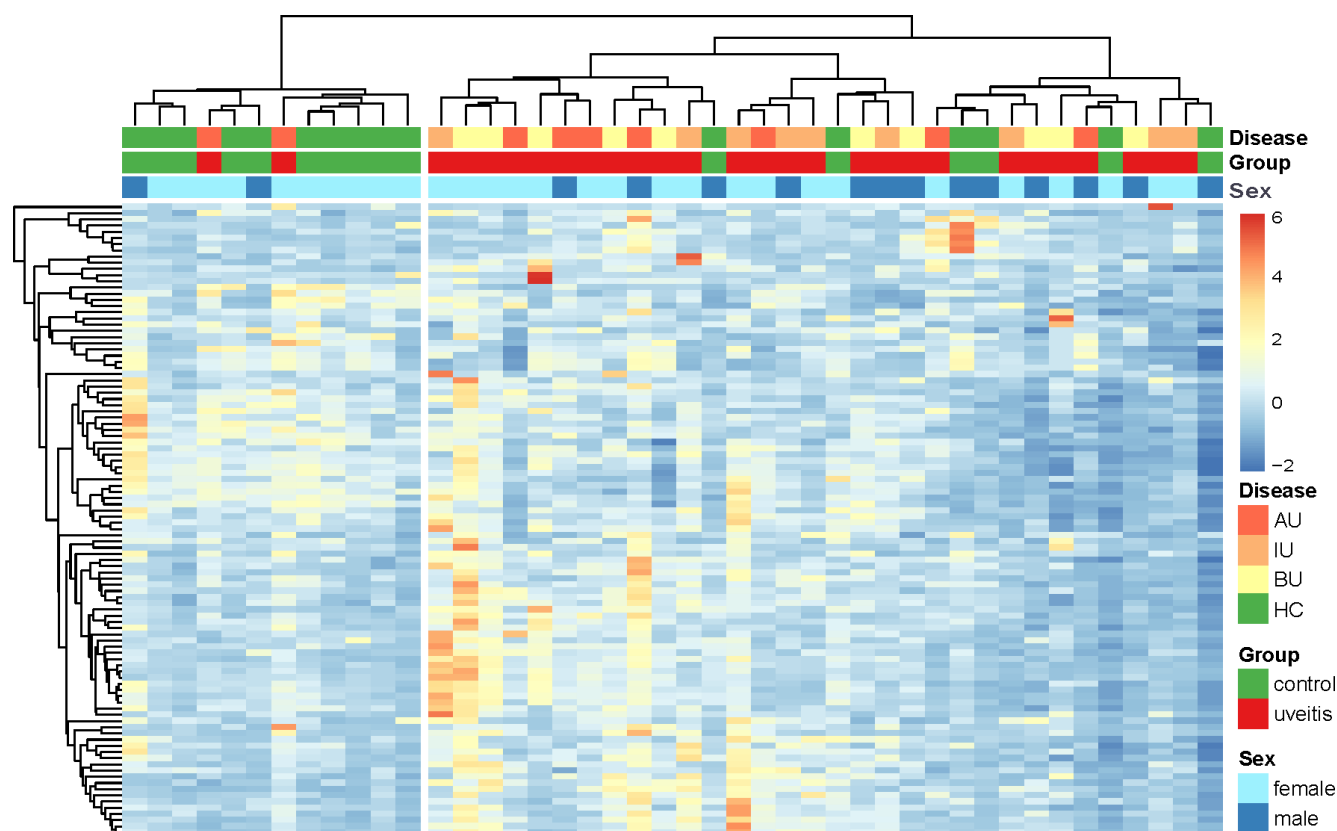 Disease
Group
Sex
6
4
2
0
−2
Disease
AU
IU
BU
HC
Group
control
uveitis
Sex
female
male